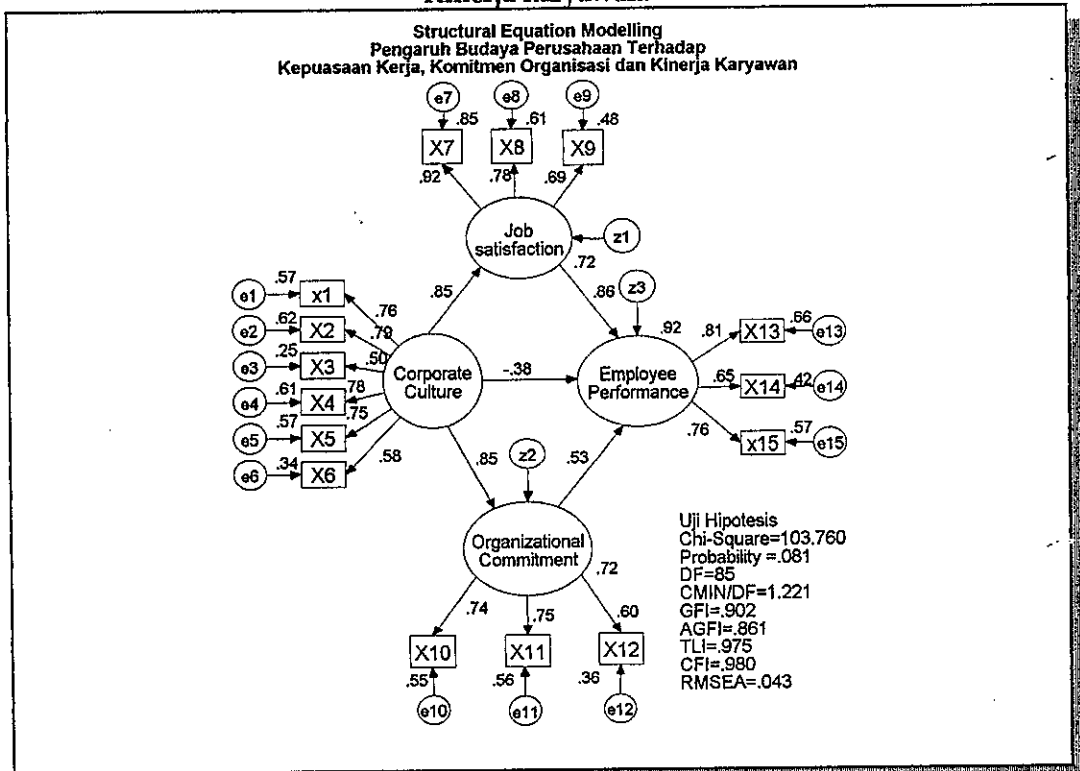 Structural Equation Modelling
Pengaruh Budaya Perusahaan Terhadap
Kepuasaan Kerja, Komitmen Organisasi dan Kinerja Karyawan
e7 e8 e9
.85 .61 .48
X7 X8 X9
.92 .78 .69
Job
satisfaction
z1
.72
.85
.86
z3
.92
e1 .57 x1 .76
e2 .62 X2 .79
e3 .25 X3 .50
e4 .61 X4 .78
e5 .57 X5 .75
e6 .34 X6 .58
Corporate
Culture
-.38
Employee
Performance
.81 X13 .66 e13
.65 X14 .42 e14
.76 x15 .57 e15
.85
z2
.53
Organizational
Commitment
.72
.74 .75 .60
X10 X11 X12
.55 .56 .36
e10 e11 e12
Uji Hipotesis
Chi-Square=103.760
Probability =.081
DF=85
CMIN/DF=1.221
GFI=.902
AGFI=.861
TLI=.975
CFI=.980
RMSEA=.043